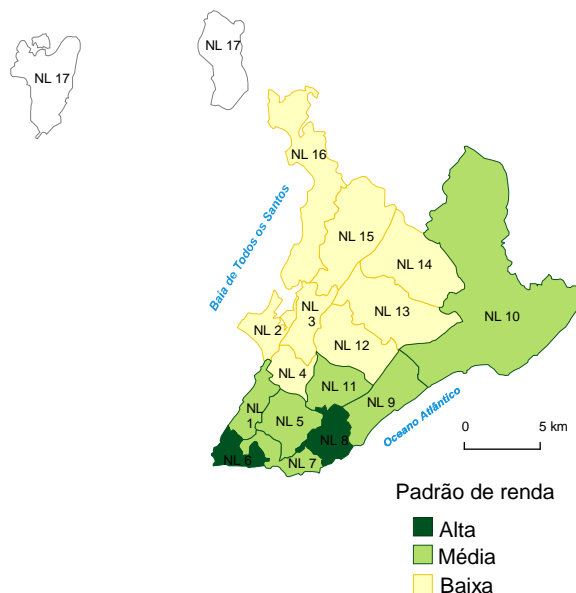 NL 17
NL 17
NL 16
Baía de Todos os Santos
NL 15
NL 14
NL 2
NL
3
NL 13
NL 10
NL 12
NL 4
NL 11
NL
1
NL 5
NL 9
NL 8
Oceano Atlântico
NL 6
NL 7
0 5 km
Padrão de renda
Alta
Média
Baixa